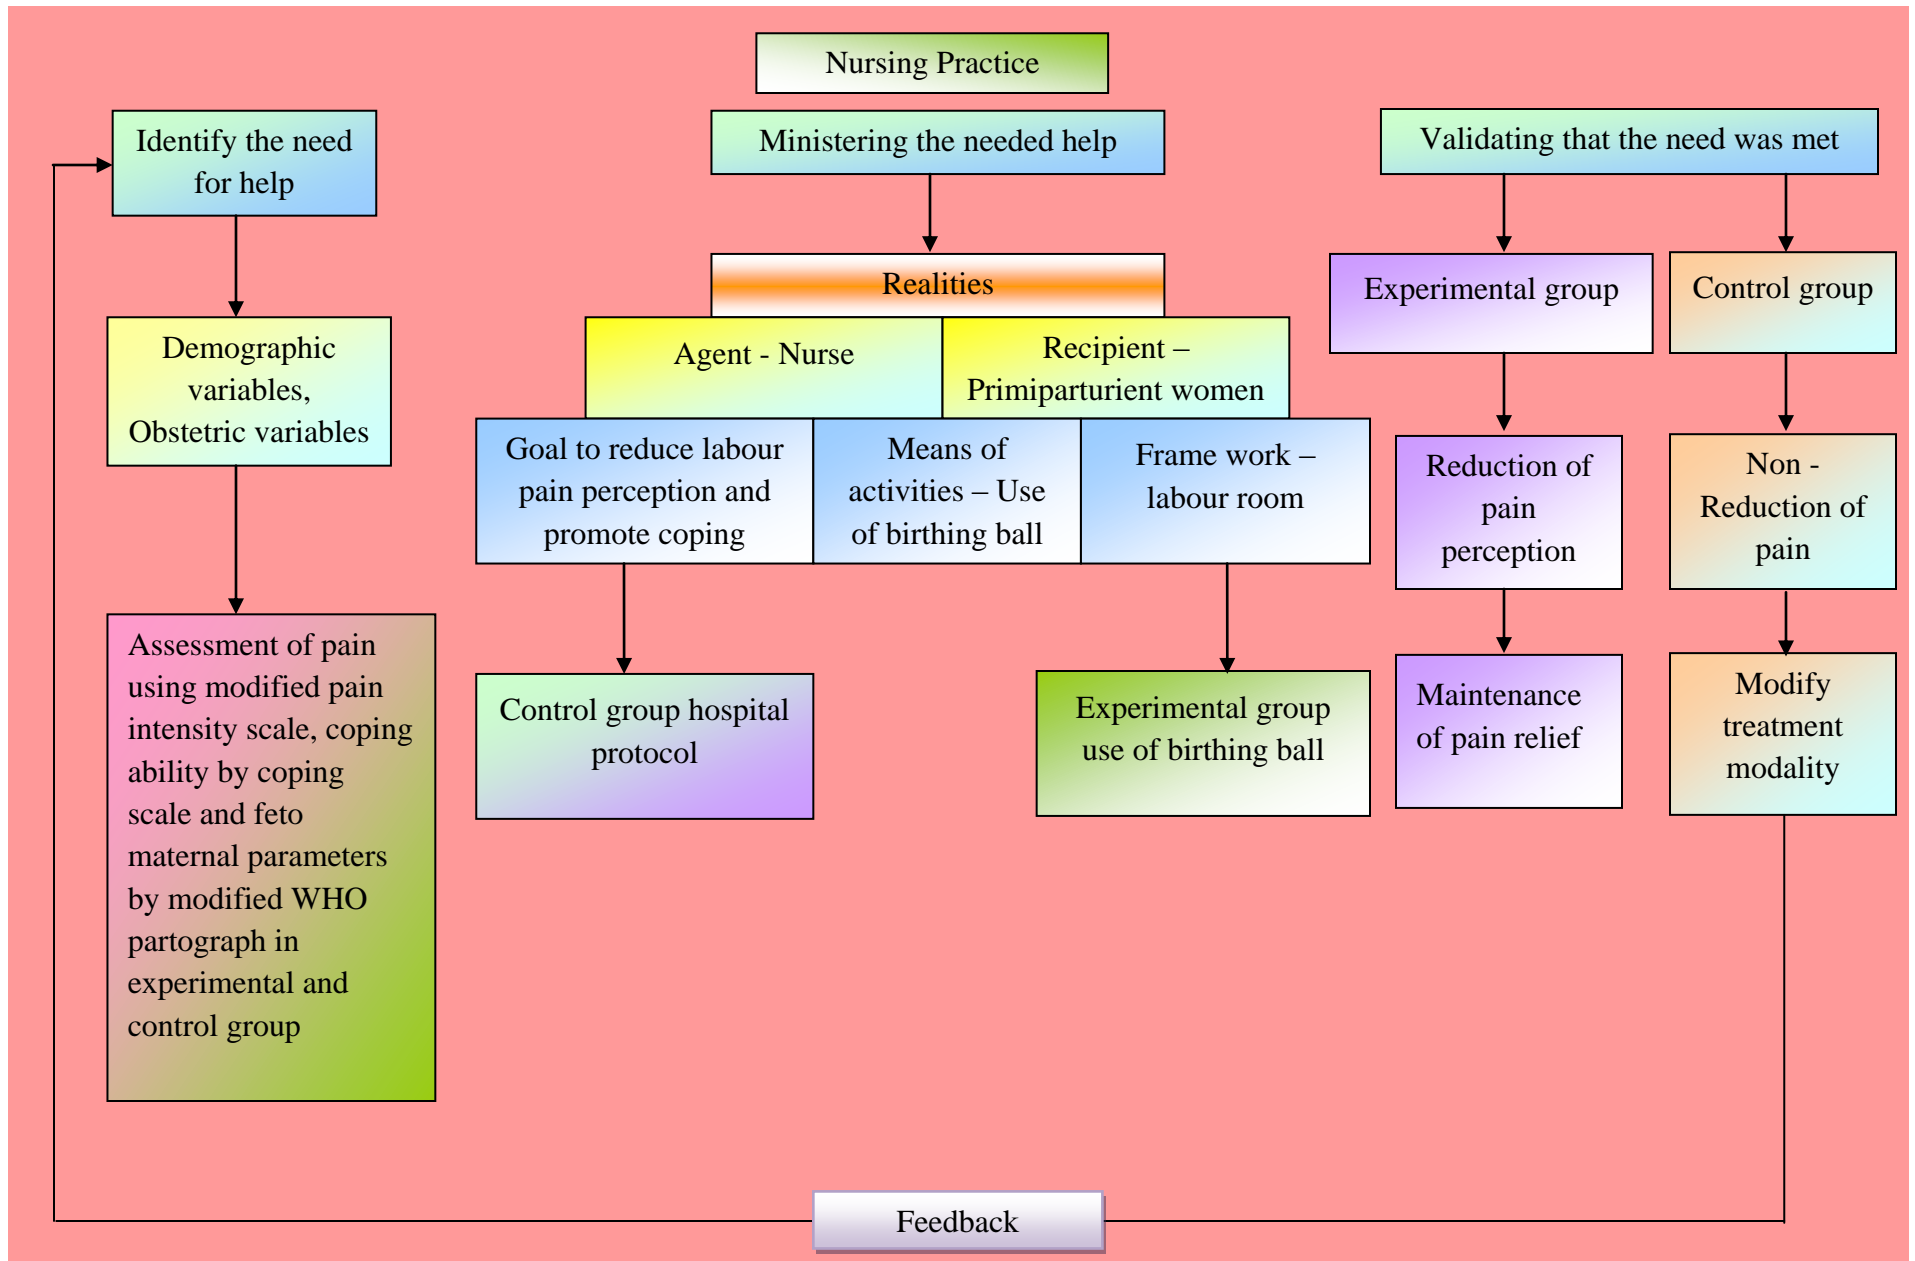 Nursing Practice
Identify the need
for help
Demographic
variables,
Obstetric variables
Assessment of pain
using modified pain
intensity scale, coping
ability by coping
scale and feto
maternal parameters
by modified WHO
partograph in
experimental and
control group
Ministering the needed help
Realities
Agent - Nurse
Recipient –
Primiparturient women
Goal to reduce labour
pain perception and
promote coping
Means of
activities – Use
of birthing ball
Frame work –
labour room
Control group hospital
protocol
Experimental group
use of birthing ball
Validating that the need was met
Experimental group
Reduction of
pain
perception
Maintenance
of pain relief
Control group
Non -
Reduction of
pain
Modify
treatment
modality
Feedback